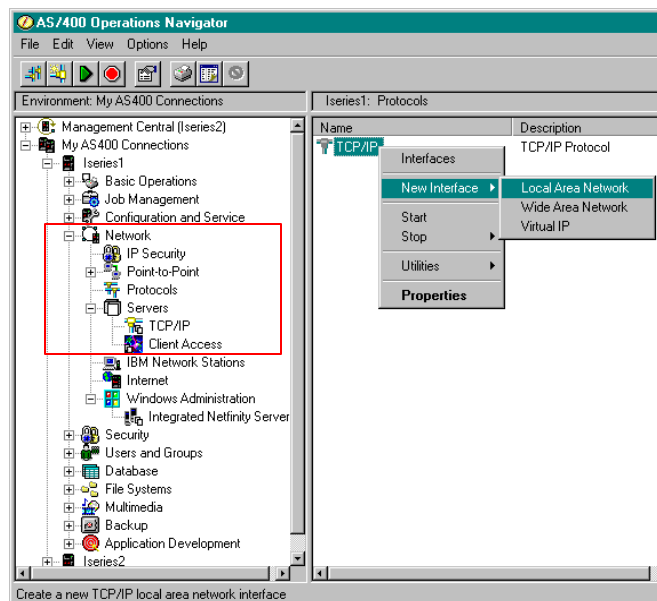 AS/400 Operations Navigator
File Edit View Options Help
Environment: My AS400 Connections
Iseries1: Protocols
Management Central (Iseries2)
My AS400 Connections
Iseries1
Basic Operations
Job Management
Configuration and Service
Network
IP Security
Point-to-Point
Protocols
Servers
TCP/IP
Client Access
IBM Network Stations
Internet
Windows Administration
Integrated Netfinity Server
Security
Users and Groups
Database
File Systems
Multimedia
Backup
Application Development
Iseries2
Name Description
TCP/IP TCP/IP Protocol
Interfaces
New Interface
Start
Stop
Utilities
Properties
Local Area Network
Wide Area Network
Virtual IP
Create a new TCP/IP local area network interface